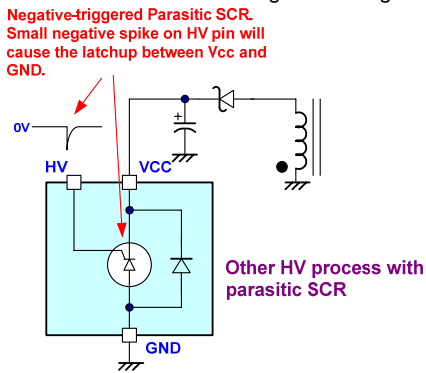 Negative-triggered Parasitic SCR.
Small negative spike on HV pin will
cause the latchup between Vcc and
GND.
0V
HV
VCC
+
Other HV process with
parasitic SCR
GND